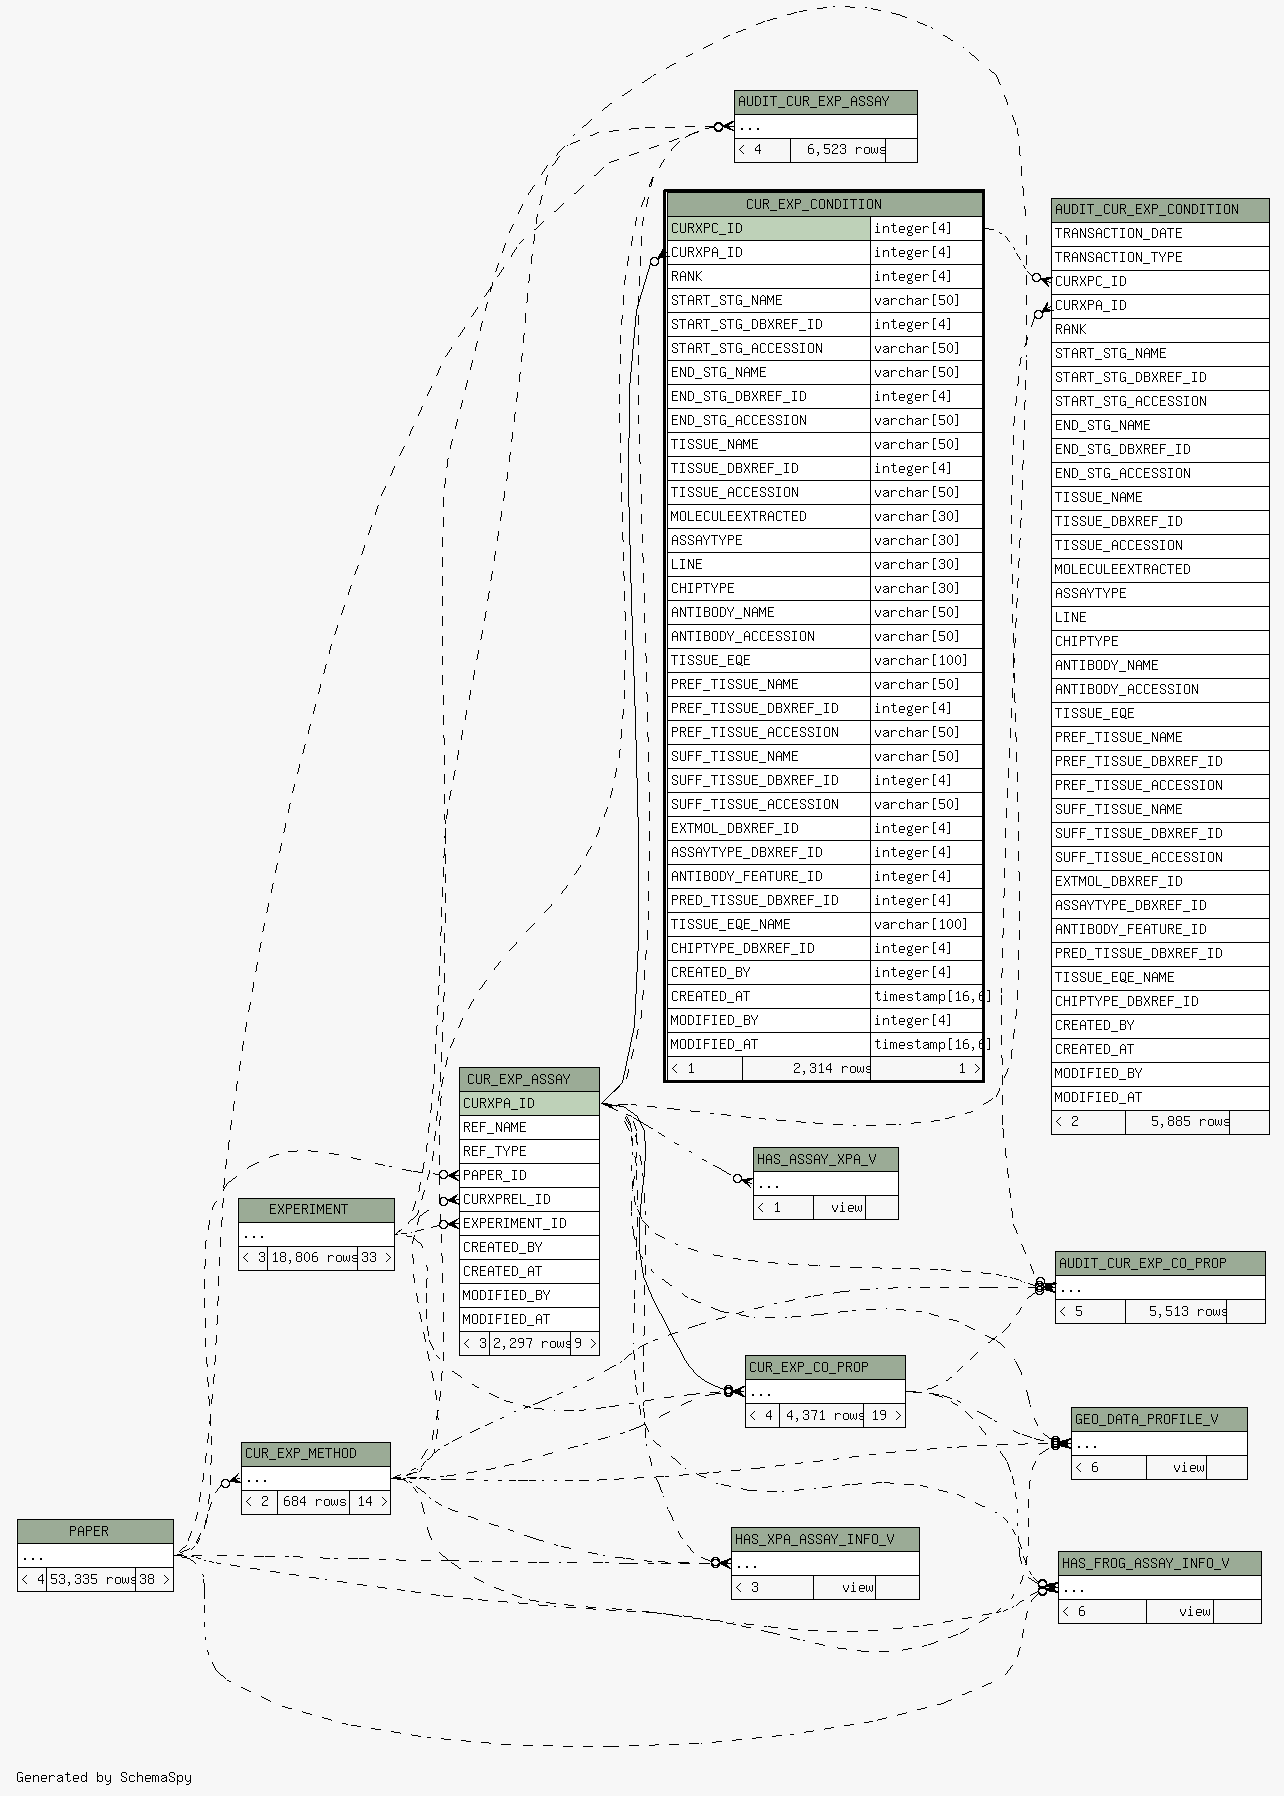 AUDIT_CUR_EXP_ASSAY
...
< 4 6,523 rows
CUR_EXP_CONDITION
CURXPC_ID integer[4]
CURXPA_ID integer[4]
RANK integer[4]
START_STG_NAME varchar[50]
START_STG_DBXREF_ID integer[4]
START_STG_ACCESSION varchar[50]
END_STG_NAME varchar[50]
END_STG_DBXREF_ID integer[4]
END_STG_ACCESSION varchar[50]
TISSUE_NAME varchar[50]
TISSUE_DBXREF_ID integer[4]
TISSUE_ACCESSION varchar[50]
MOLECULEEXTRACTED varchar[30]
ASSAYTYPE varchar[30]
LINE varchar[30]
CHIPTYPE varchar[30]
ANTIBODY_NAME varchar[50]
ANTIBODY_ACCESSION varchar[50]
TISSUE_EQE varchar[100]
PREF_TISSUE_NAME varchar[50]
PREF_TISSUE_DBXREF_ID integer[4]
PREF_TISSUE_ACCESSION varchar[50]
SUFF_TISSUE_NAME varchar[50]
SUFF_TISSUE_DBXREF_ID integer[4]
SUFF_TISSUE_ACCESSION varchar[50]
EXTMOL_DBXREF_ID integer[4]
ASSAYTYPE_DBXREF_ID integer[4]
ANTIBODY_FEATURE_ID integer[4]
PRED_TISSUE_DBXREF_ID integer[4]
TISSUE_EQE_NAME varchar[100]
CHIPTYPE_DBXREF_ID integer[4]
CREATED_BY integer[4]
CREATED_AT timestamp[16,6]
MODIFIED_BY integer[4]
MODIFIED_AT timestamp[16,6]
< 1 2,314 rows 1 >
AUDIT_CUR_EXP_CONDITION
TRANSACTION_DATE
TRANSACTION_TYPE
CURXPC_ID
CURXPA_ID
RANK
START_STG_NAME
START_STG_DBXREF_ID
START_STG_ACCESSION
END_STG_NAME
END_STG_DBXREF_ID
END_STG_ACCESSION
TISSUE_NAME
TISSUE_DBXREF_ID
TISSUE_ACCESSION
MOLECULEEXTRACTED
ASSAYTYPE
LINE
CHIPTYPE
ANTIBODY_NAME
ANTIBODY_ACCESSION
TISSUE_EQE
PREF_TISSUE_NAME
PREF_TISSUE_DBXREF_ID
PREF_TISSUE_ACCESSION
SUFF_TISSUE_NAME
SUFF_TISSUE_DBXREF_ID
SUFF_TISSUE_ACCESSION
EXTMOL_DBXREF_ID
ASSAYTYPE_DBXREF_ID
ANTIBODY_FEATURE_ID
PRED_TISSUE_DBXREF_ID
TISSUE_EQE_NAME
CHIPTYPE_DBXREF_ID
CREATED_BY
CREATED_AT
MODIFIED_BY
MODIFIED_AT
< 2 5,885 rows
CUR_EXP_ASSAY
CURXPA_ID
REF_NAME
REF_TYPE
PAPER_ID
CURXPREL_ID
EXPERIMENT_ID
CREATED_BY
CREATED_AT
MODIFIED_BY
MODIFIED_AT
< 3 2,297 rows 9 >
HAS_ASSAY_XPA_V
...
< 1 view
EXPERIMENT
...
< 3 18,806 rows 33 >
AUDIT_CUR_EXP_CO_PROP
...
< 5 5,513 rows
CUR_EXP_CO_PROP
...
< 4 4,371 rows 19 >
GEO_DATA_PROFILE_V
...
< 6 view
CUR_EXP_METHOD
...
< 2 684 rows 14 >
PAPER
...
< 4 53,335 rows 38 >
HAS_XPA_ASSAY_INFO_V
...
< 3 view
HAS_FROG_ASSAY_INFO_V
...
< 6 view
Generated by SchemaSpy